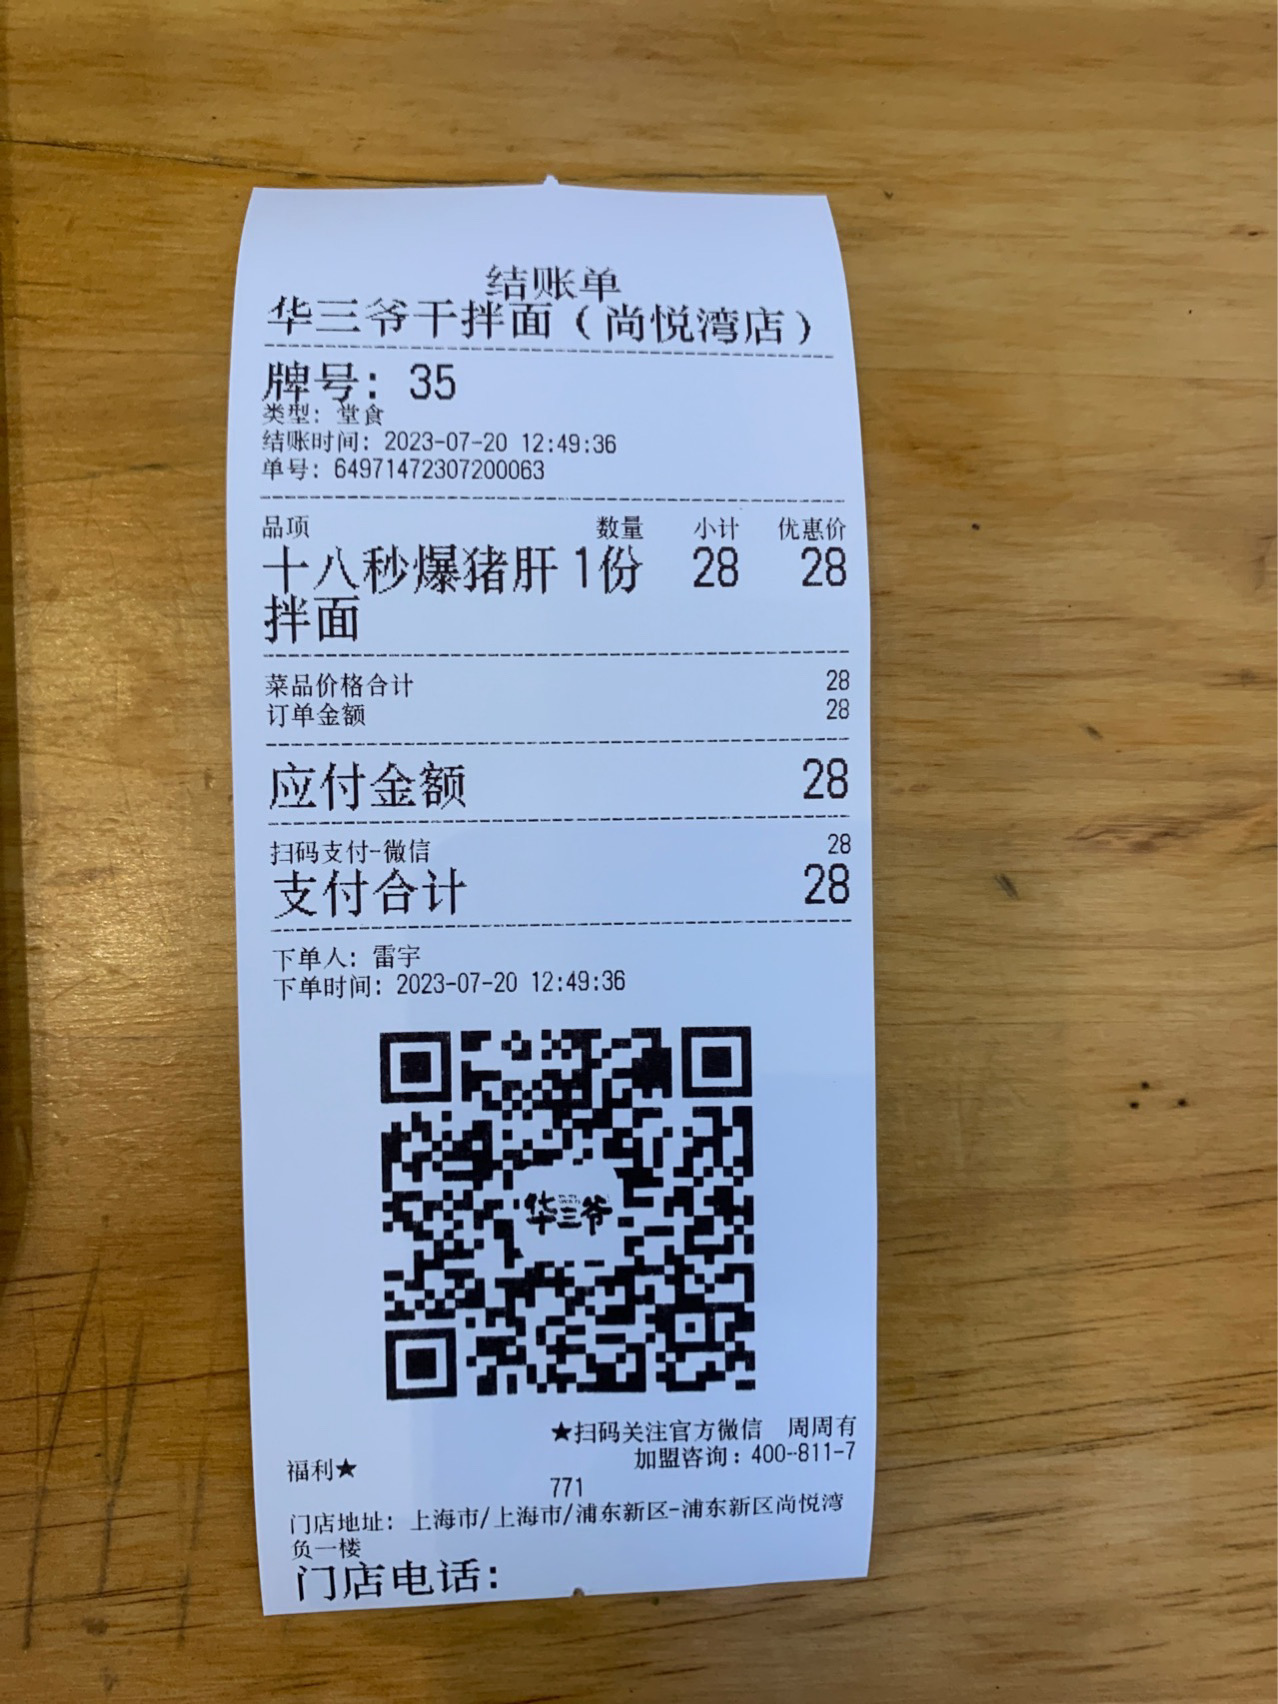 结账单
华三爷干拌面（尚悦湾店）
牌号: 35
类型: 堂食
结账时间: 2023-07-20 12:49:36
单号: 64971472307200063
品项 数量 小计 优惠价
十八秒爆猪肝 1份 28 28
拌面
菜品价格合计 28
订单金额 28
应付金额 28
扫码支付-微信 28
支付合计 28
下单人: 雷宇
下单时间: 2023-07-20 12:49:36
华三爷
★扫码关注官方微信 周周有
福利★ 加盟咨询：400-811-7
771
门店地址: 上海市/上海市/浦东新区-浦东新区尚悦湾
负一楼
门店电话: